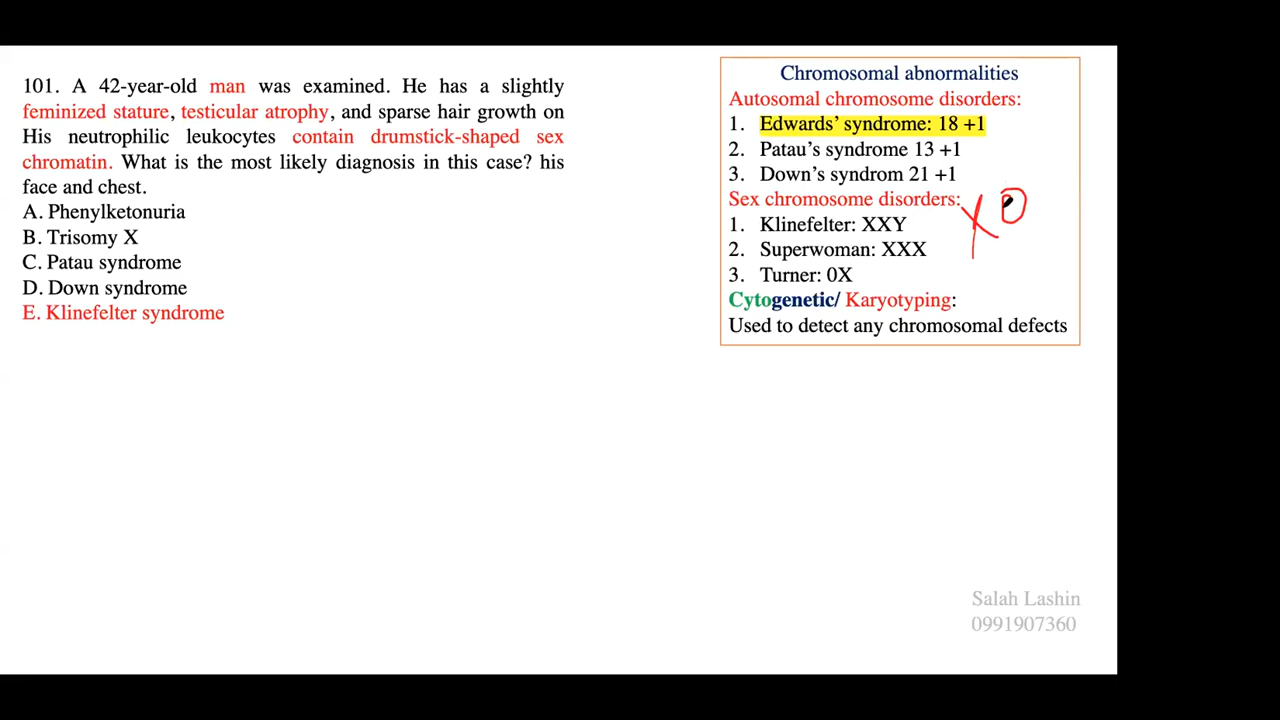 101. A 42-year-old man was examined. He has a slightly
feminized stature, testicular atrophy, and sparse hair growth on
His neutrophilic leukocytes contain drumstick-shaped sex
chromatin. What is the most likely diagnosis in this case? his
face and chest.
A. Phenylketonuria
B. Trisomy X
C. Patau syndrome
D. Down syndrome
E. Klinefelter syndrome
Chromosomal abnormalities
Autosomal chromosome disorders:
1. Edwards’ syndrome: 18 +1
2. Patau’s syndrome 13 +1
3. Down’s syndrom 21 +1
Sex chromosome disorders:
1. Klinefelter: XXY
2. Superwoman: XXX
3. Turner: 0X
Cytogenetic/ Karyotyping:
Used to detect any chromosomal defects
X 0
Salah Lashin
0991907360